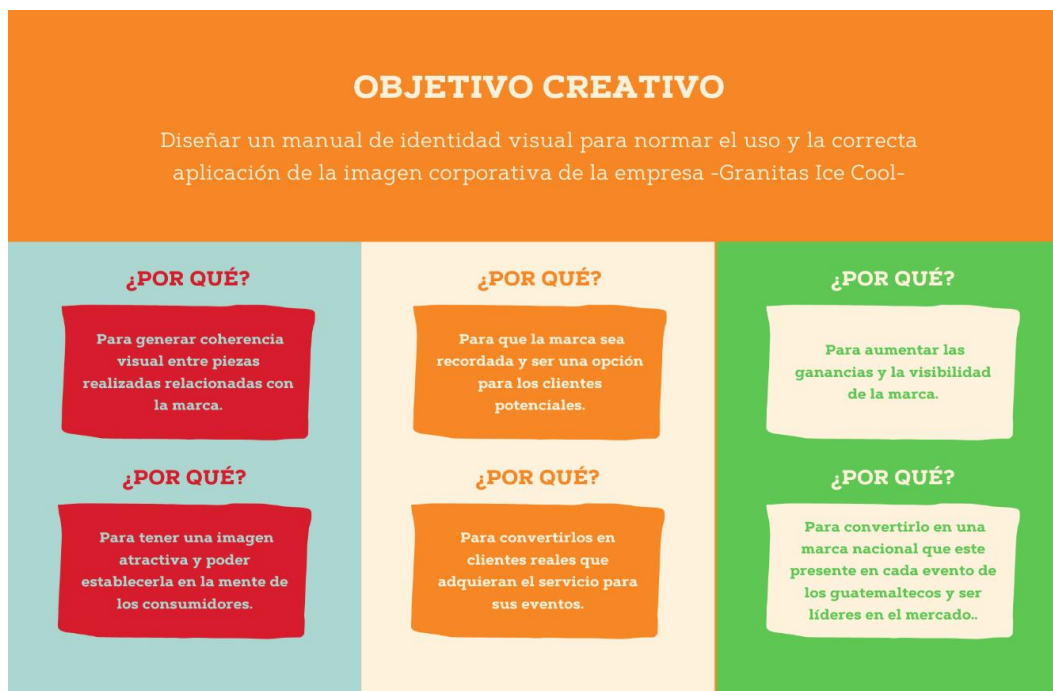 OBJETIVO CREATIVO
Diseñar un manual de identidad visual para normar el uso y la correcta
aplicación de la imagen corporativa de la empresa -Granitas Ice Cool-
¿POR QUÉ?
Para generar coherencia
visual entre piezas
realizadas relacionadas con
la marca.
¿POR QUÉ?
Para tener una imagen
atractiva y poder
establecerla en la mente de
los consumidores.
¿POR QUÉ?
Para que la marca sea
recordada y ser una opción
para los clientes
potenciales.
¿POR QUÉ?
Para convertirlos en
clientes reales que
adquieran el servicio para
sus eventos.
¿POR QUÉ?
Para aumentar las
ganancias y la visibilidad
de la marca.
¿POR QUÉ?
Para convertirlo en una
marca nacional que este
presente en cada evento de
los guatemaltecos y ser
líderes en el mercado..